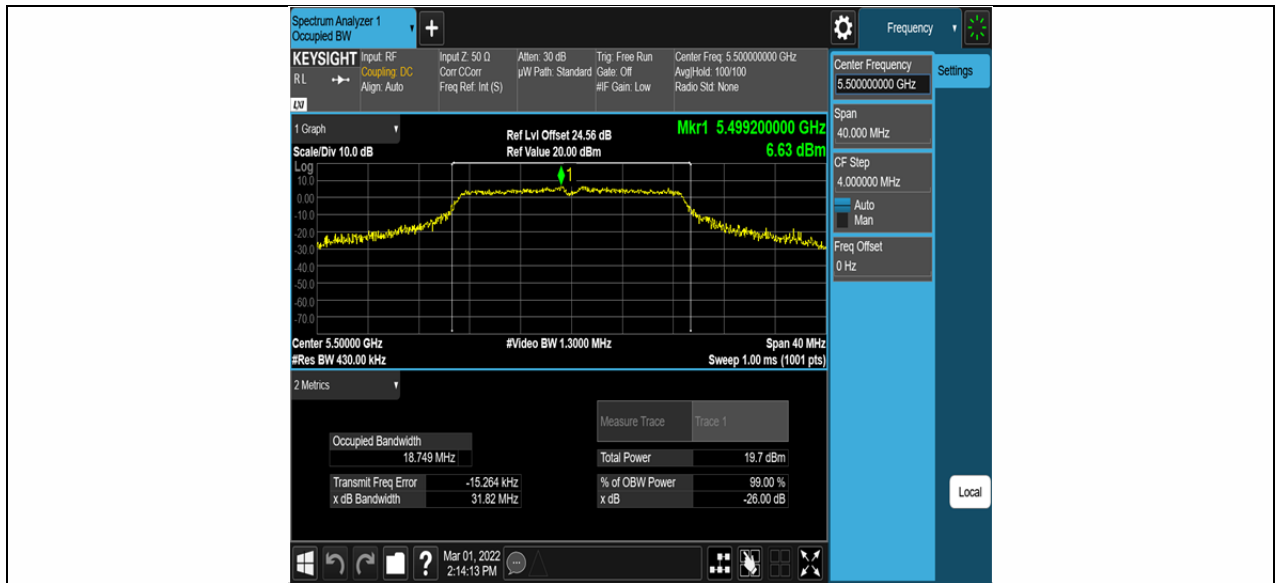 Spectrum Analyzer 1
Occupied BW
+
Frequency
KEYSIGHT
RL
LXI
Input: RF
Coupling: DC
Align: Auto
Input Z: 50 Ω
Corr CCorr
Freq Ref: Int (S)
Atten: 30 dB
µW Path: Standard
Trig: Free Run
Gate: Off
#IF Gain: Low
Center Freq: 5.500000000 GHz
Avg|Hold: 100/100
Radio Std: None
Center Frequency
5.500000000 GHz
Settings
Span
40.000 MHz
CF Step
4.000000 MHz
Auto
Man
Freq Offset
0 Hz
Local
1 Graph
Scale/Div 10.0 dB
Ref Lvl Offset 24.56 dB
Ref Value 20.00 dBm
Mkr1 5.499200000 GHz
6.63 dBm
Log
10.0
0.00
-10.0
-20.0
-30.0
-40.0
-50.0
-60.0
-70.0
1
Center 5.50000 GHz
#Res BW 430.00 kHz
#Video BW 1.3000 MHz
Span 40 MHz
Sweep 1.00 ms (1001 pts)
2 Metrics
Measure Trace Trace 1
Occupied Bandwidth
18.749 MHz
Total Power 19.7 dBm
Transmit Freq Error -15.264 kHz
% of OBW Power 99.00 %
x dB Bandwidth 31.82 MHz
x dB -26.00 dB
?
Mar 01, 2022
2:14:13 PM